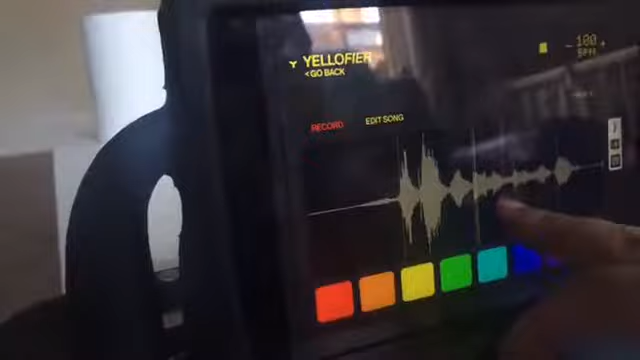 YELLOFIER
< GO BACK
100
BPM
RECORD
EDIT SONG